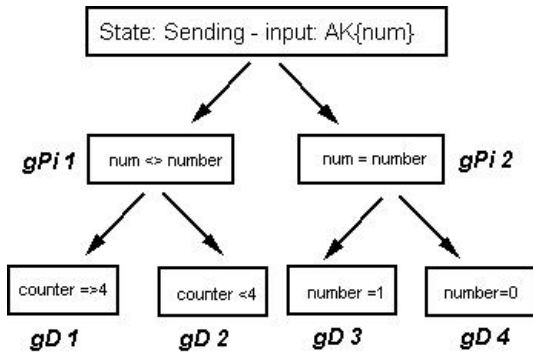 State: Sending - input: AK{num}
gPi 1
num <> number
num = number
gPi 2
counter =>4
counter <4
number =1
number=0
gD 1
gD 2
gD 3
gD 4